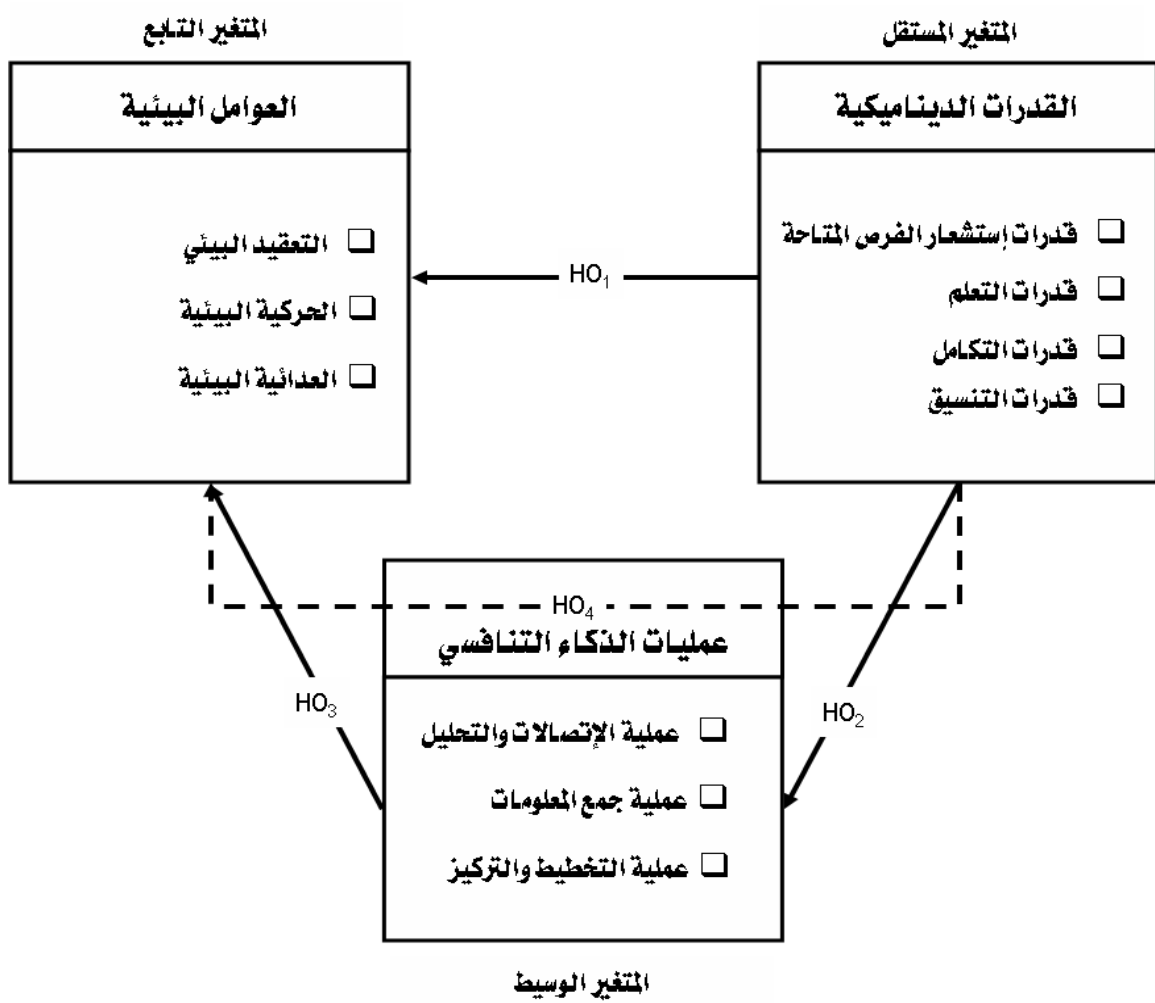 المتغير المستقل
القدرات الديناميكية
قدرات إستشعار الفرص المتاحة
قدرات التعلم
قدرات التكامل
قدرات التنسيق
المتغير التابع
العوامل البيئية
التعقيد البيئي
الحركية البيئية
العدائية البيئية
HO₁
HO₄
عمليات الذكاء التنافسي
HO₂
HO₃
عملية الإتصالات والتحليل
عملية جمع المعلومات
عملية التخطيط والتركيز
المتغير الوسيط